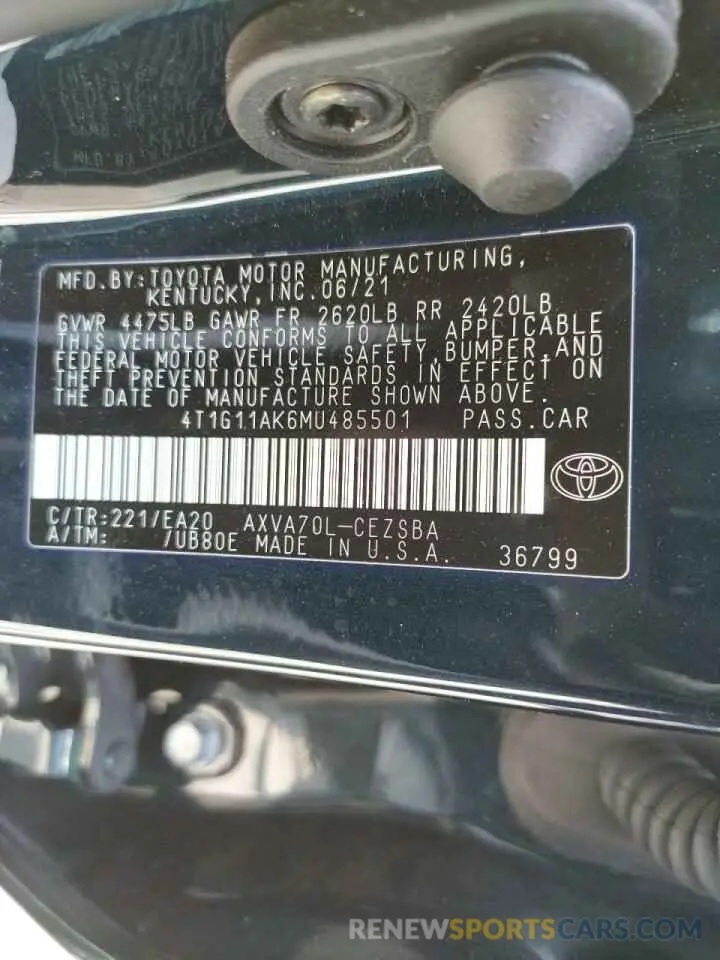 MFD.BY:TOYOTA MOTOR MANUFACTURING,
KENTUCKY,INC.06/21
GVWR 4475LB GAWR FR 2620LB RR 2420LB
THIS VEHICLE CONFORMS TO ALL APPLICABLE
FEDERAL MOTOR VEHICLE SAFETY,BUMPER,AND
THEFT PREVENTION STANDARDS IN EFFECT ON
THE DATE OF MANUFACTURE SHOWN ABOVE.
4T1G11AK6MU485501 PASS.CAR
C/TR:221/EA20 AXVA70L-CEZSBA
A/TM: /UB80E MADE IN U.S.A. 36799
RENEWSPORTSCARS.COM